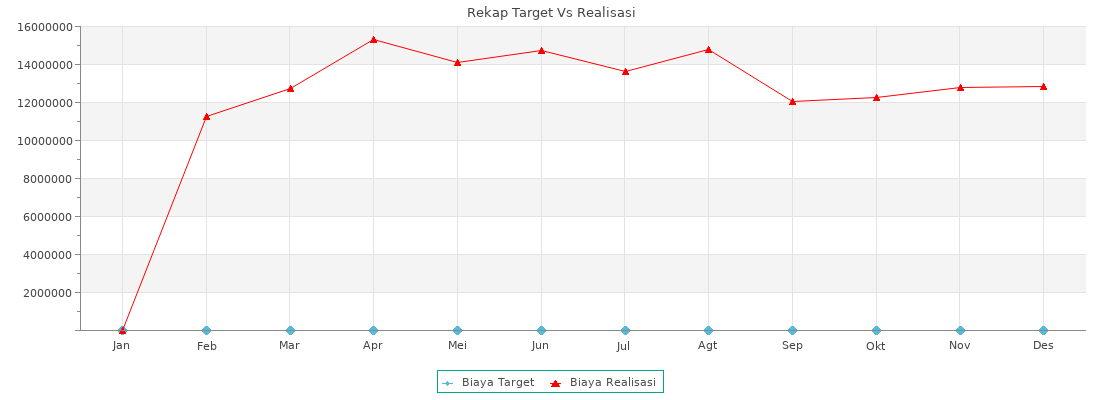 Rekap Target Vs Realisasi
16000000
14000000
12000000
10000000
8000000
6000000
4000000
2000000
Jan Feb Mar Apr Mei Jun Jul Agt Sep Okt Nov Des
Biaya Target Biaya Realisasi